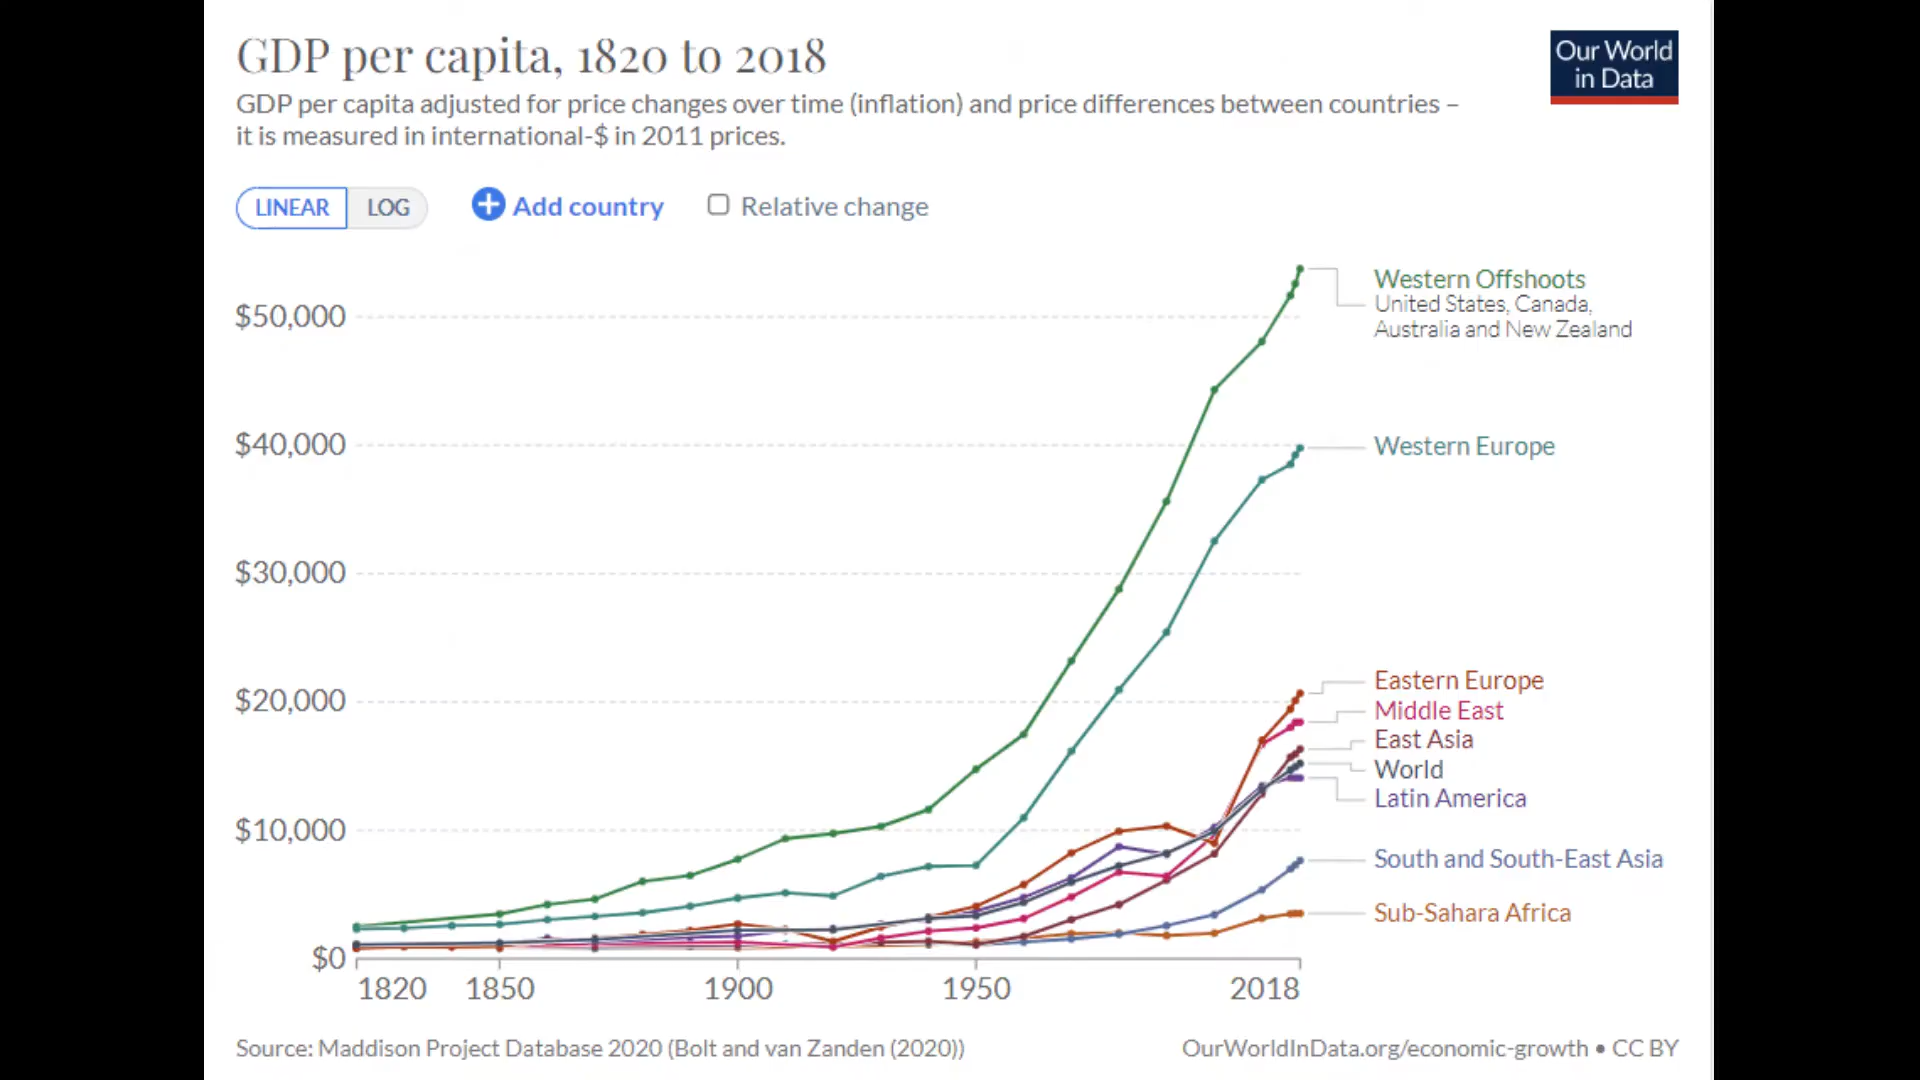 GDP per capita, 1820 to 2018
GDP per capita adjusted for price changes over time (inflation) and price differences between countries –
it is measured in international-$ in 2011 prices.
Our World
in Data
LINEAR LOG Add country Relative change
$50,000
$40,000
$30,000
$20,000
$10,000
$0
Western Offshoots
United States, Canada,
Australia and New Zealand
Western Europe
Eastern Europe
Middle East
East Asia
World
Latin America
South and South-East Asia
Sub-Sahara Africa
1820 1850 1900 1950 2018
Source: Maddison Project Database 2020 (Bolt and van Zanden (2020))
OurWorldInData.org/economic-growth • CC BY